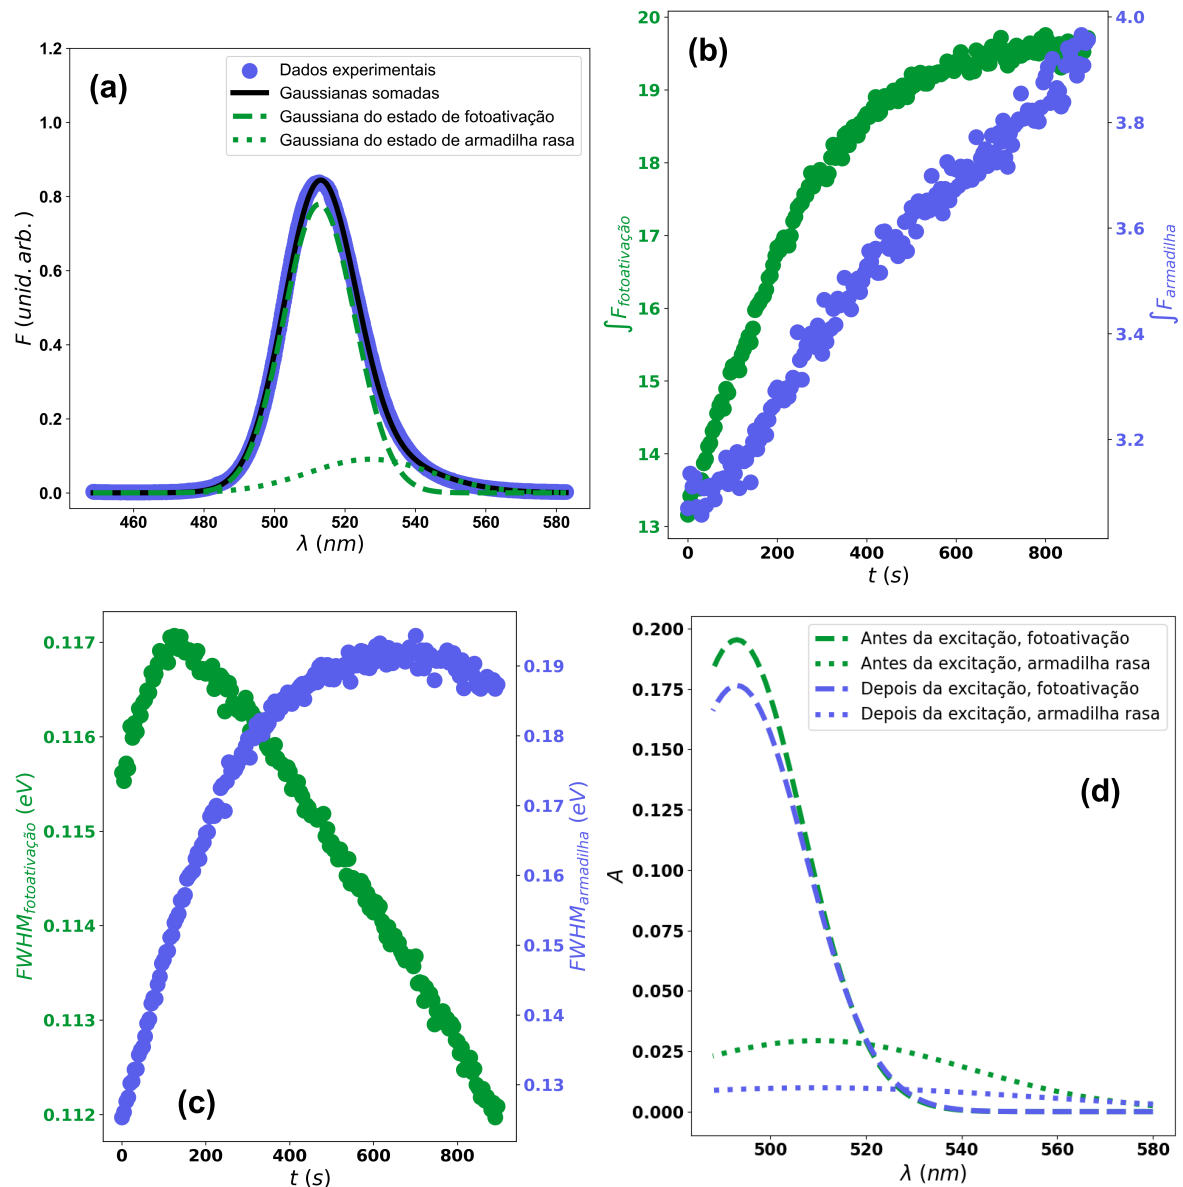 (a)
Dados experimentais
Gaussianas somadas
Gaussiana do estado de fotoativação
Gaussiana do estado de armadilha rasa
F (unid. arb. )
1.2
1.0
0.8
0.6
0.4
0.2
0.0
460 480 500 520 540 560 580
λ (nm)
(b)
∫F_fotoativação
20
19
18
17
16
15
14
13
4.0
3.8
3.6
3.4
3.2
∫F_armadilha
0 200 400 600 800
t (s)
(c)
FWHM_fotoativação (eV)
0.117
0.116
0.115
0.114
0.113
0.112
0.19
0.18
0.17
0.16
0.15
0.14
0.13
FWHM_armadilha (eV)
0 200 400 600 800
t (s)
Antes da excitação, fotoativação
Antes da excitação, armadilha rasa
Depois da excitação, fotoativação
Depois da excitação, armadilha rasa
(d)
A
0.200
0.175
0.150
0.125
0.100
0.075
0.050
0.025
0.000
500 520 540 560 580
λ (nm)